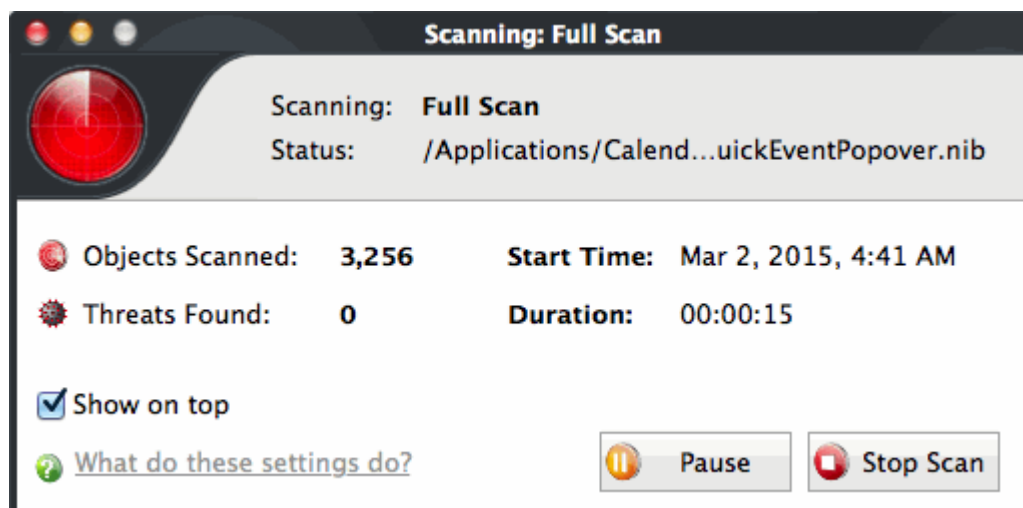 Scanning: Full Scan
Scanning: Full Scan
Status: /Applications/Calend...uickEventPopover.nib
Objects Scanned: 3,256 Start Time: Mar 2, 2015, 4:41 AM
Threats Found: 0 Duration: 00:00:15
Show on top
What do these settings do? Pause Stop Scan